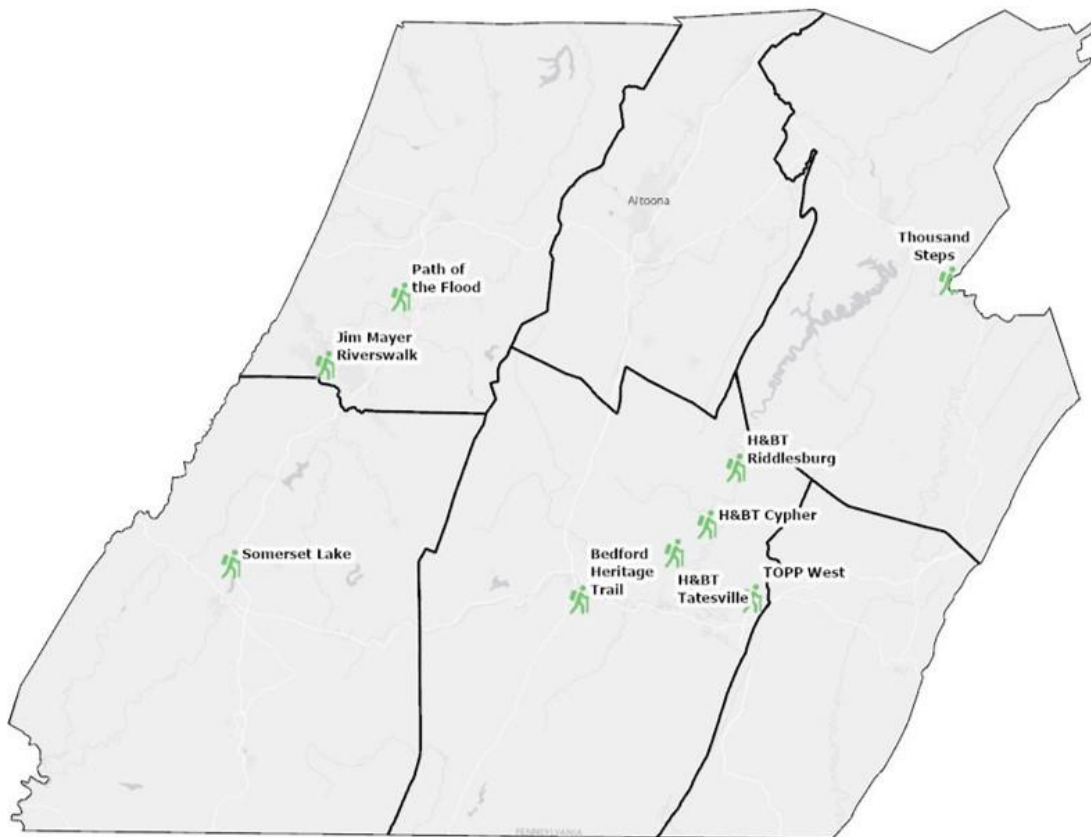 Altoona
Thousand
Steps
Path of
the Flood
Jim Mayer
Riverswalk
H&BT
Riddlesburg
H&BT Cypher
Somerset Lake
Bedford
Heritage
Trail
H&BT
Tatesville
TOPP West
PENNSYLVANIA